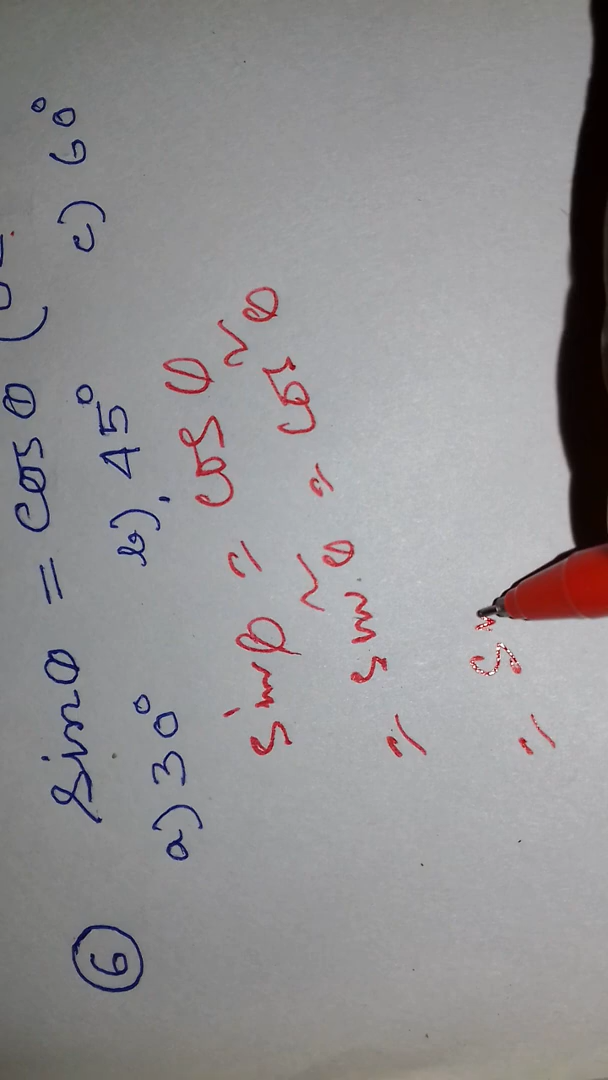 ⑥ sinθ = cosθ (
a) 30° b) 45° c) 60°
sinθ = cosθ
= sin²θ = cos²θ
= s